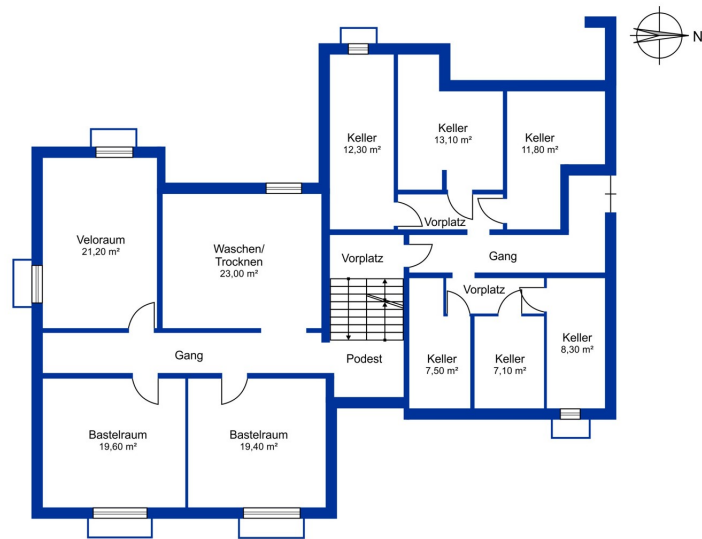 N
Keller
12,30 m²
Keller
13,10 m²
Keller
11,80 m²
Vorplatz
Veloraum
21,20 m²
Waschen/
Trocknen
23,00 m²
Vorplatz
Gang
Vorplatz
Gang
Podest
Keller
7,50 m²
Keller
7,10 m²
Keller
8,30 m²
Bastelraum
19,60 m²
Bastelraum
19,40 m²